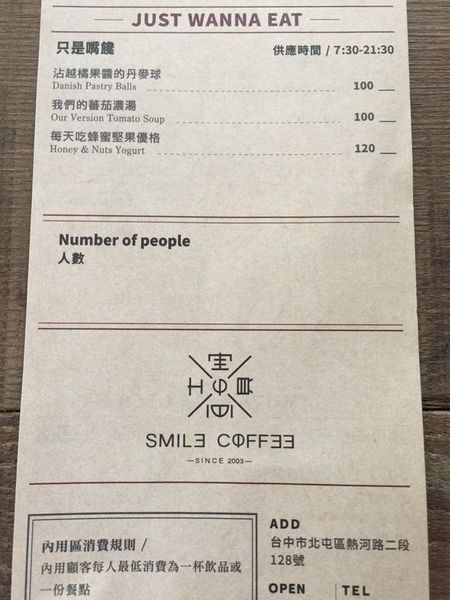 JUST WANNA EAT
只是嘴饞 供應時間 / 7:30-21:30
沾越橘果醬的丹麥球
Danish Pastry Balls 100
我們的蕃茄濃湯
Our Version Tomato Soup 100
每天吃蜂蜜堅果優格
Honey & Nuts Yogurt 120
Number of people
人數
SMILE COFFEE
—SINCE 2003—
內用區消費規則 /
內用顧客每人最低消費為一杯飲品或
一份餐點
ADD
台中市北屯區熱河路二段
128號
OPEN TEL